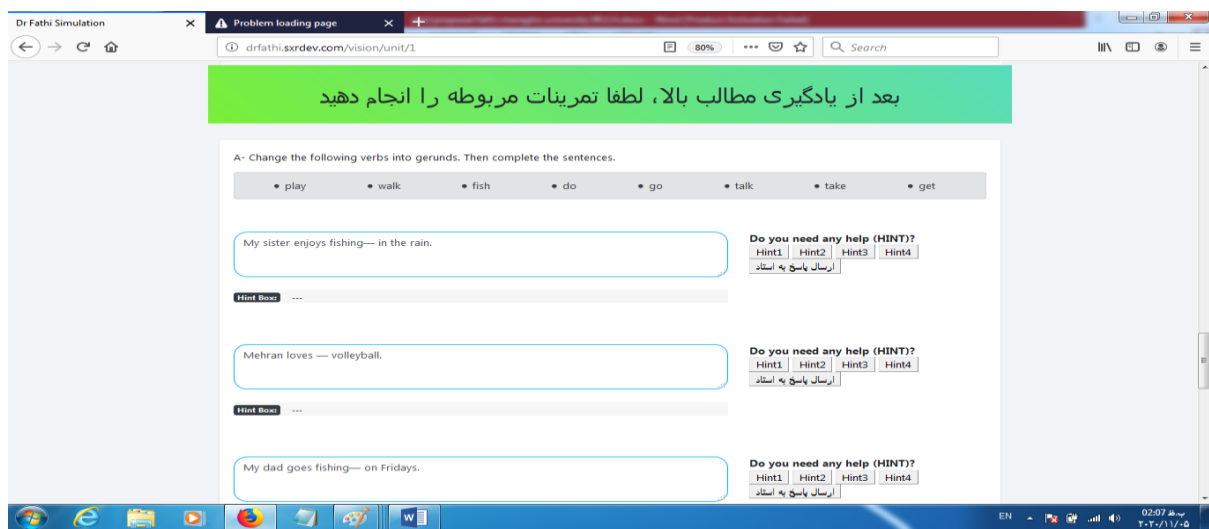 Dr Fathi Simulation
Problem loading page
drfathi.sxrdev.com/vision/unit/1
80%
Search
بعد از یادگیری مطالب بالا، لطفا تمرینات مربوطه را انجام دهید
A- Change the following verbs into gerunds. Then complete the sentences.
• play • walk • fish • do • go • talk • take • get
My sister enjoys fishing— in the rain.
Do you need any help (HINT)?
Hint1 Hint2 Hint3 Hint4
ارسال پاسخ به استاد
Hint Box: ---
Mehran loves — volleyball.
Do you need any help (HINT)?
Hint1 Hint2 Hint3 Hint4
ارسال پاسخ به استاد
Hint Box: ---
My dad goes fishing— on Fridays.
Do you need any help (HINT)?
Hint1 Hint2 Hint3 Hint4
ارسال پاسخ به استاد
EN
02:07 ب.ظ
۲۰۲۰/۱۱/۰۵